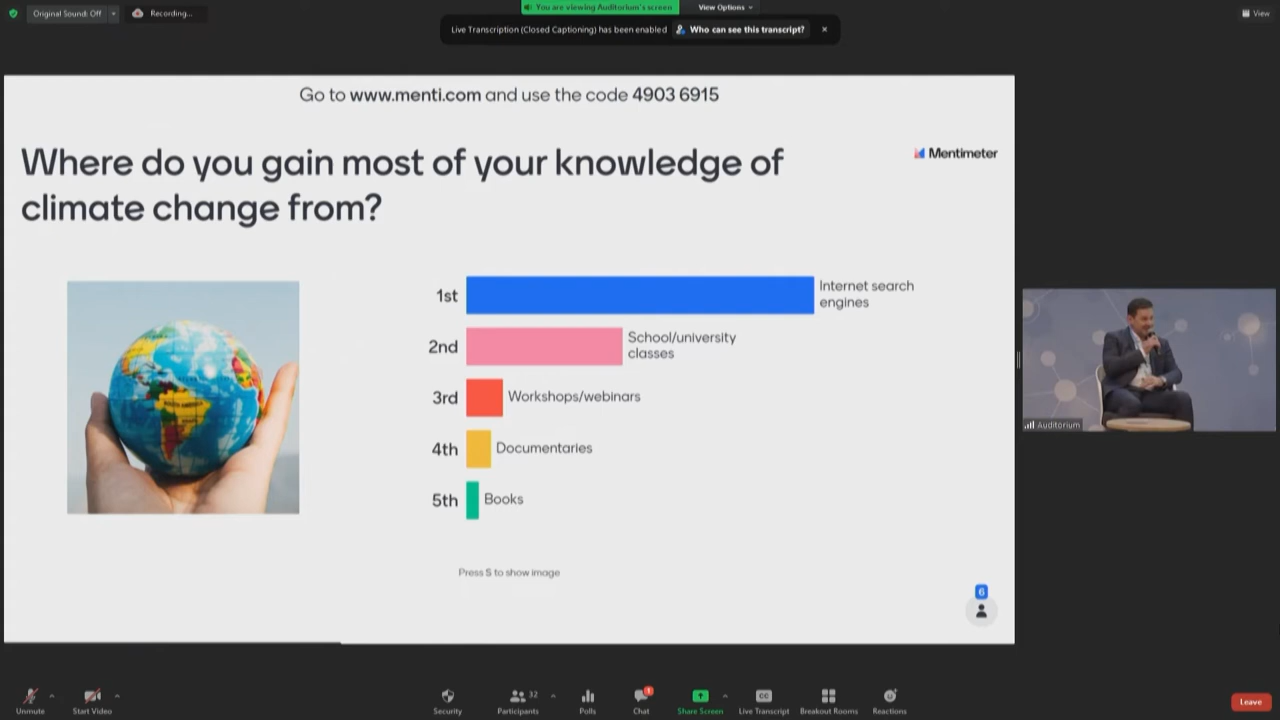 Original Sound: Off
Recording...
You are viewing Auditorium's screen
View Options
View
Live Transcription (Closed Captioning) has been enabled
Who can see this transcript?
Go to www.menti.com and use the code 4903 6915
Where do you gain most of your knowledge of
climate change from?
Mentimeter
SOUTH AMERICA
1st
Internet search
engines
2nd
School/university
classes
3rd
Workshops/webinars
4th
Documentaries
5th
Books
Press S to show image
6
Auditorium
Unmute
Start Video
Security
Participants
32
Polls
Chat
1
Share Screen
CC
Live Transcript
Breakout Rooms
Reactions
Leave